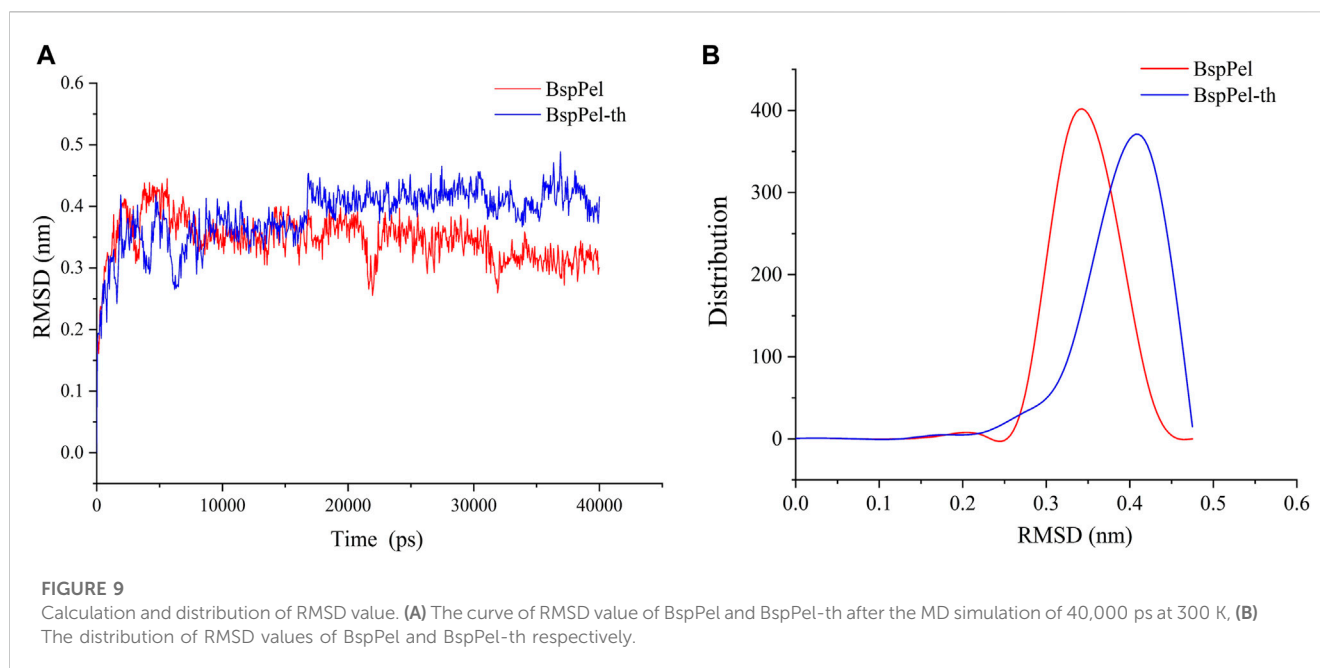 A
0.6
0.5
0.4
0.3
0.2
0.1
0.0
RMSD (nm)
BspPel
BspPel-th
0
10000
20000
30000
40000
Time (ps)
B
400
300
200
100
0
Distribution
BspPel
BspPel-th
0.0
0.1
0.2
0.3
0.4
0.5
0.6
RMSD (nm)
FIGURE 9
Calculation and distribution of RMSD value. (A) The curve of RMSD value of BspPel and BspPel-th after the MD simulation of 40,000 ps at 300 K, (B)
The distribution of RMSD values of BspPel and BspPel-th respectively.